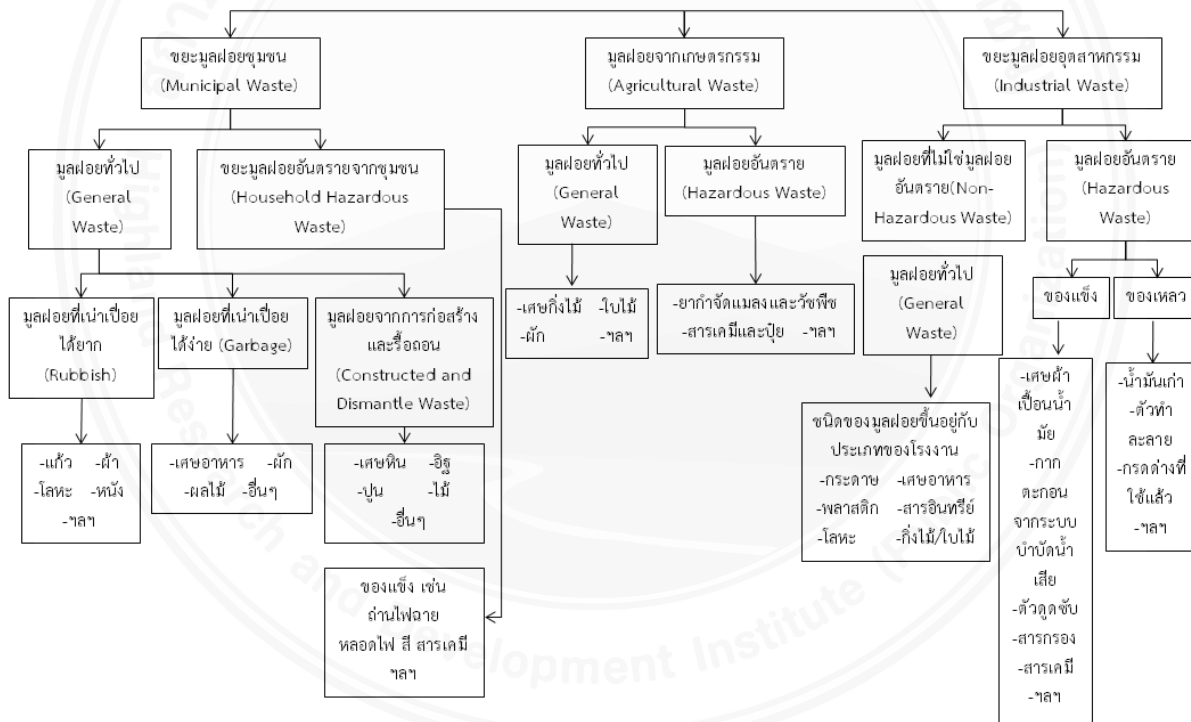 ขยะมูลฝอยชุมชน
(Municipal Waste)
มูลฝอยจากเกษตรกรรม
(Agricultural Waste)
ขยะมูลฝอยอุตสาหกรรม
(Industrial Waste)
มูลฝอยทั่วไป
(General
Waste)
ขยะมูลฝอยอันตรายจากชุมชน
(Household Hazardous
Waste)
มูลฝอยทั่วไป
(General
Waste)
มูลฝอยอันตราย
(Hazardous Waste)
มูลฝอยที่ไม่ใช่มูลฝอย
อันตราย(Non-
Hazardous Waste)
มูลฝอยอันตราย
(Hazardous
Waste)
มูลฝอยที่เน่าเปื่อย
ได้ยาก
(Rubbish)
มูลฝอยที่เน่าเปื่อย
ได้ง่าย (Garbage)
มูลฝอยจากการก่อสร้าง
และรื้อถอน
(Constructed and
Dismantle Waste)
-เศษกิ่งไม้ -ใบไม้
-ผัก -ฯลฯ
-ยากำจัดแมลงและวัชพืช
-สารเคมีและปุ๋ย -ฯลฯ
มูลฝอยทั่วไป
(General
Waste)
ของแข็ง
ของเหลว
-แก้ว -ผ้า
-โลหะ -หนัง
-ฯลฯ
-เศษอาหาร -ผัก
-ผลไม้ -อื่นๆ
-เศษหิน -อิฐ
-ปูน -ไม้
-อื่นๆ
ชนิดของมูลฝอยขึ้นอยู่กับ
ประเภทของโรงงาน
-กระดาษ -เศษอาหาร
-พลาสติก -สารอินทรีย์
-โลหะ -กิ่งไม้/ใบไม้
-เศษผ้า
เปื้อนน้ำ
มัย
-กาก
ตะกอน
จากระบบ
บำบัดน้ำ
เสีย
-ตัวดูดซับ
-สารกรอง
-สารเคมี
-ฯลฯ
-น้ำมันเก่า
-ตัวทำ
ละลาย
-กรดด่างที่
ใช้แล้ว
-ฯลฯ
ของแข็ง เช่น
ถ่านไฟฉาย
หลอดไฟ สี สารเคมี
ฯลฯ
Highland Research and Development Institute